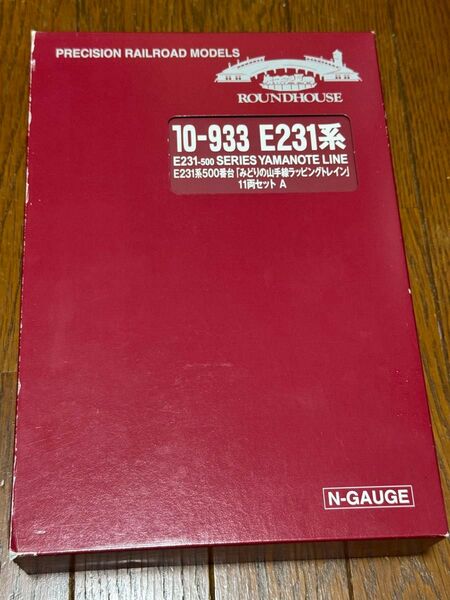 PRECISION RAILROAD MODELS
ROUNDHOUSE
10-933 E231系
E231-500 SERIES YAMANOTE LINE
E231系500番台「みどりの山手線ラッピングトレイン」
11両セット A
N-GAUGE